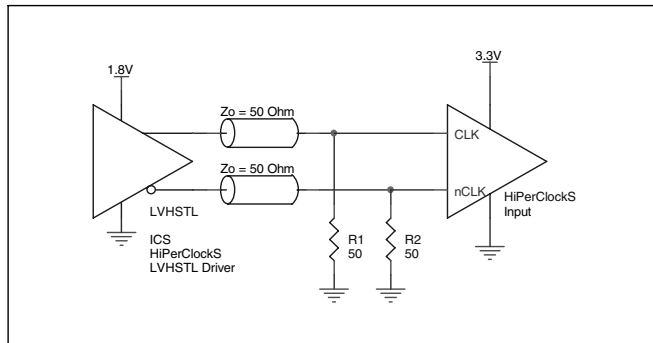 1.8V
3.3V
Zo = 50 Ohm
CLK
Zo = 50 Ohm
nCLK
HiPerClockS
Input
LVHSTL
ICS
HiPerClockS
LVHSTL Driver
R1
50
R2
50